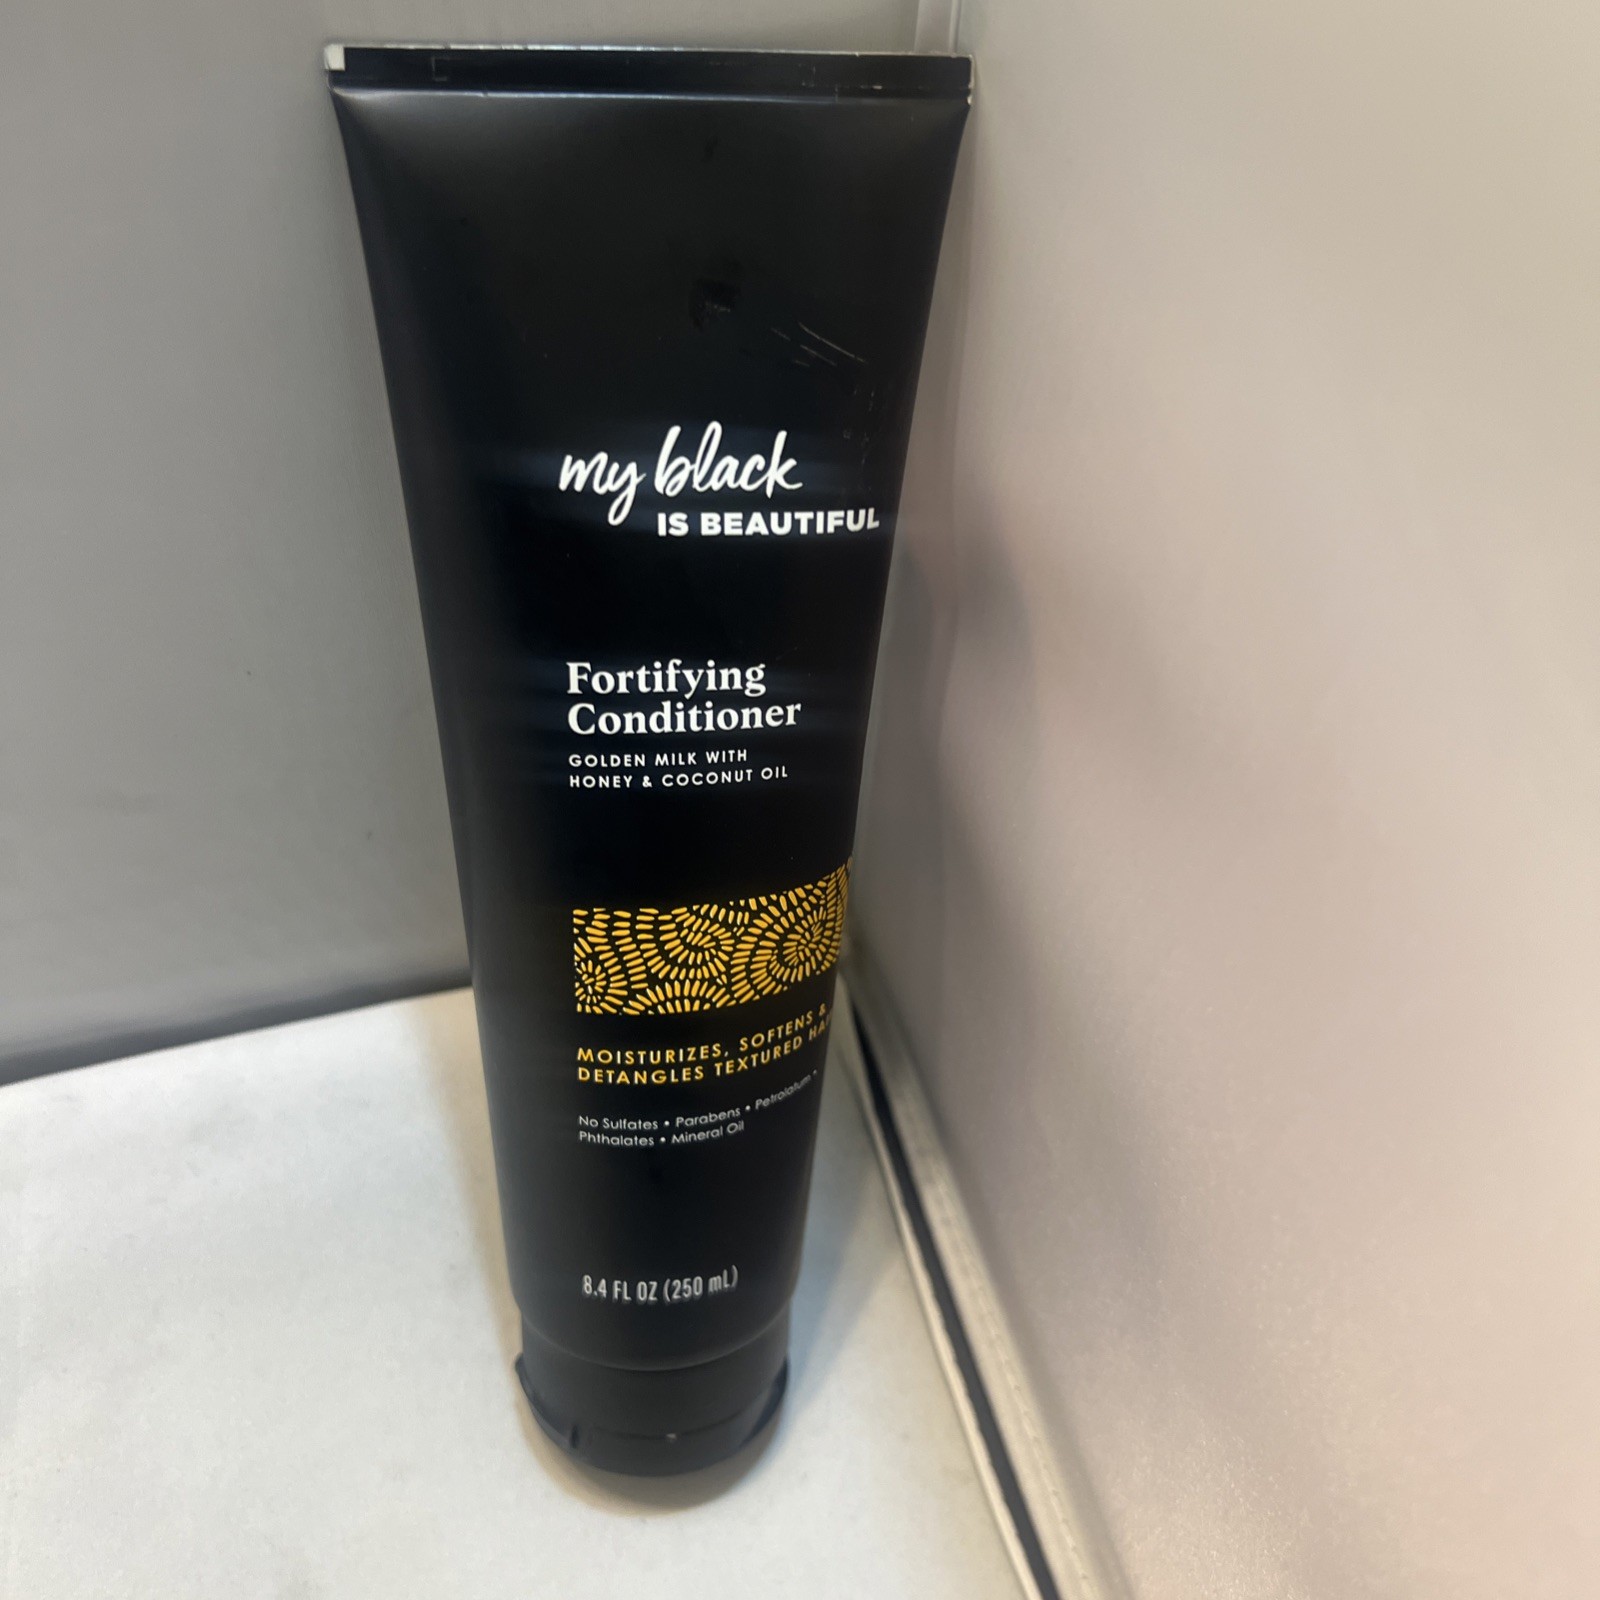 my black
IS BEAUTIFUL
Fortifying
Conditioner
GOLDEN MILK WITH
HONEY & COCONUT OIL
MOISTURIZES, SOFTENS &
DETANGLES TEXTURED
No Sulfates • Parabens • Petrolatum •
Phthalates • Mineral Oil
8.4 FL OZ (250 mL)